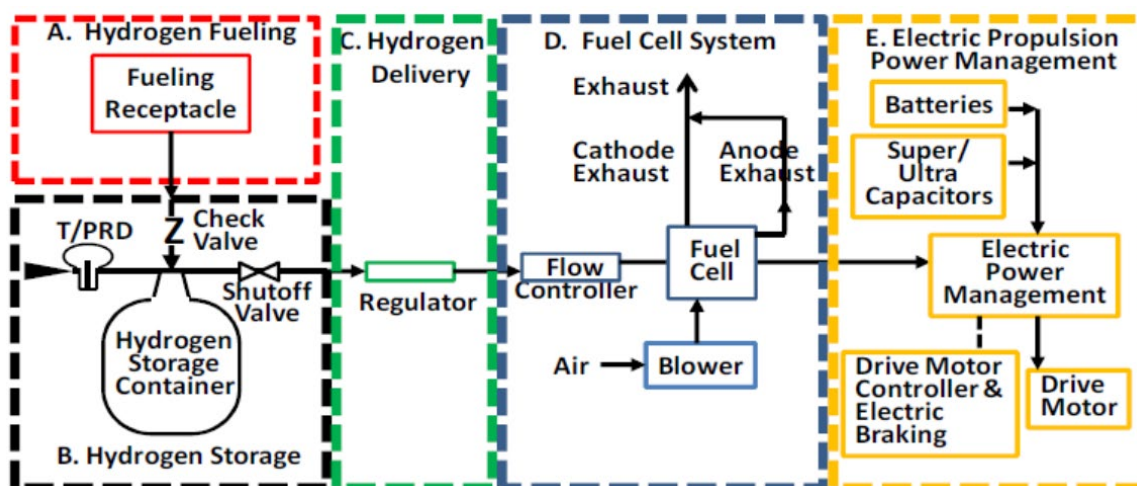 A. Hydrogen Fueling
Fueling
Receptacle
T/PRD
Z
Check
Valve
Shutoff
Valve
Hydrogen
Storage
Container
B. Hydrogen Storage
C. Hydrogen
Delivery
Regulator
D. Fuel Cell System
Exhaust
Cathode
Exhaust
Anode
Exhaust
Flow
Controller
Fuel
Cell
Air
Blower
E. Electric Propulsion
Power Management
Batteries
Super/
Ultra
Capacitors
Electric
Power
Management
Drive Motor
Controller &
Electric
Braking
Drive
Motor